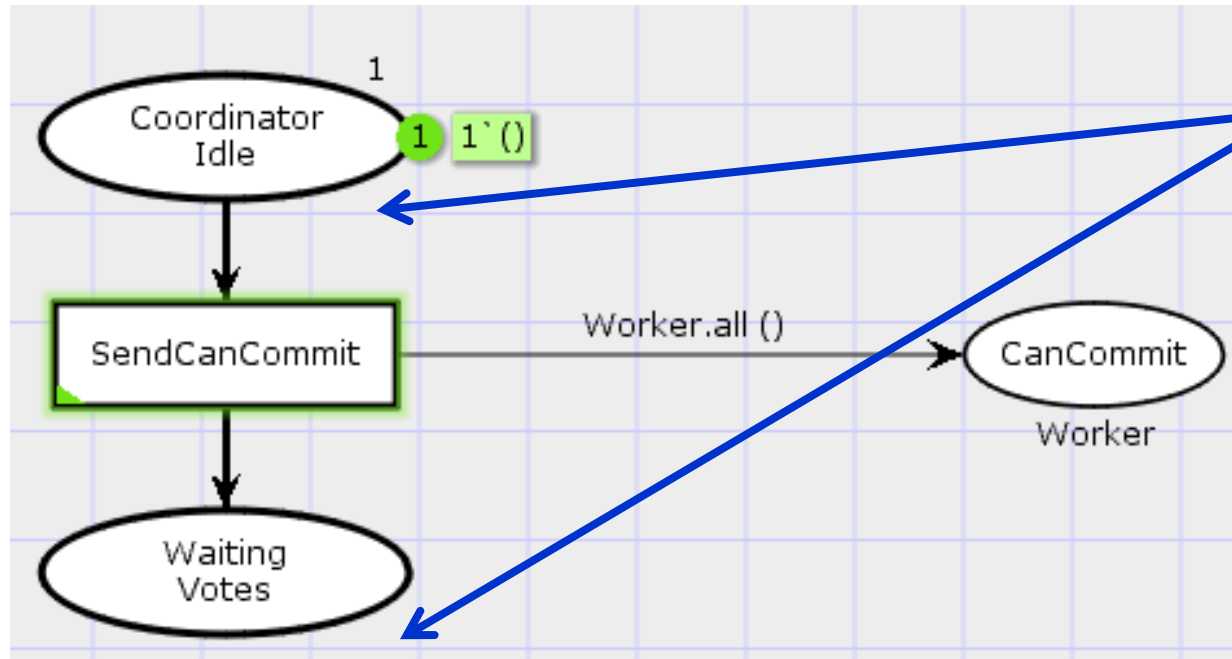 1
Coordinator
Idle
1 1`()
SendCanCommit
Worker.all ()
CanCommit
Worker
Waiting
Votes